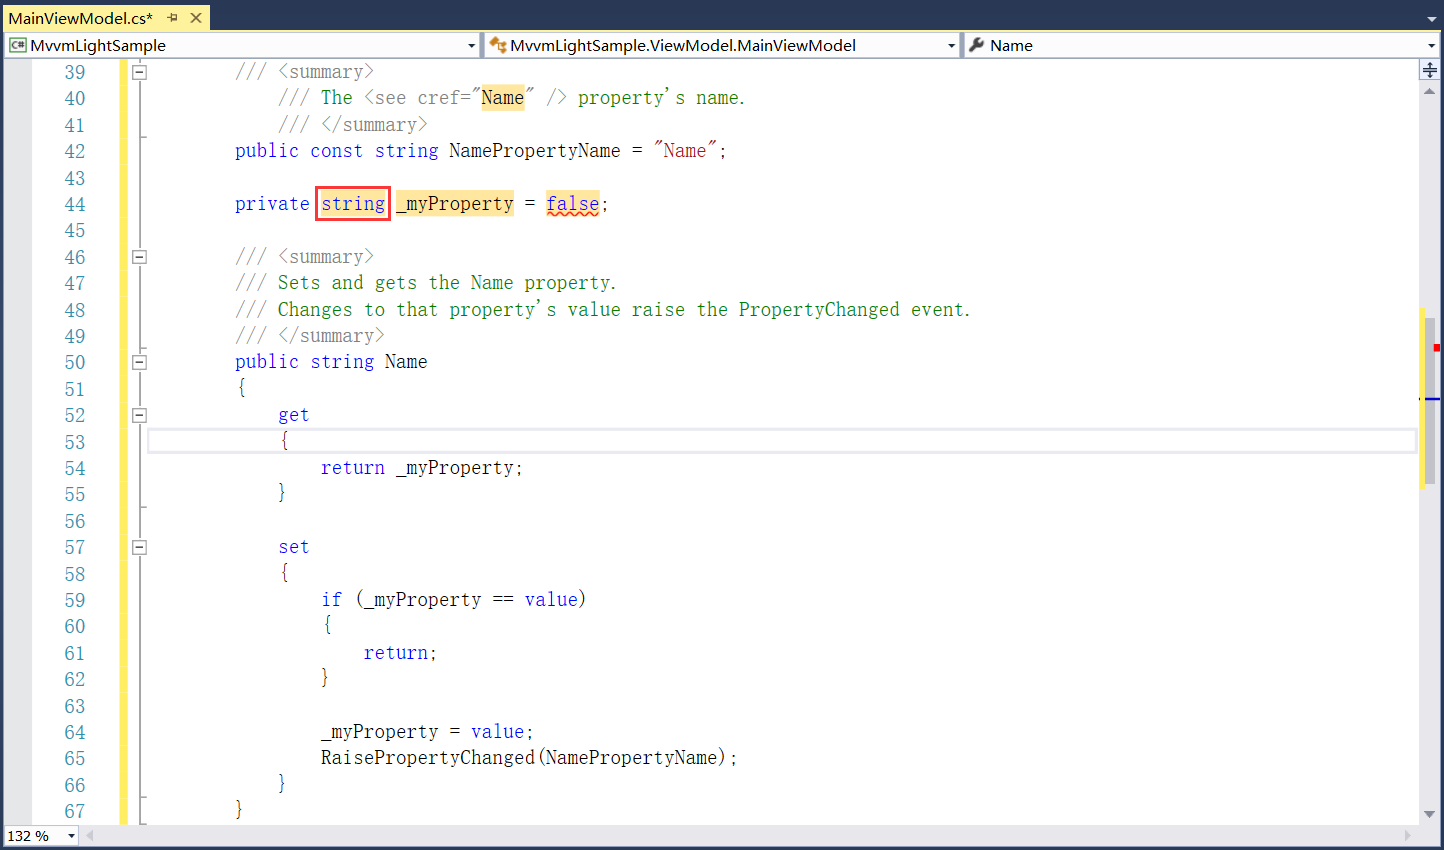 MainViewModel.cs*
C# MvvmLightSample MvvmLightSample.ViewModel.MainViewModel Name
39 /// <summary>
40 /// The <see cref="Name" /> property's name.
41 /// </summary>
42 public const string NamePropertyName = "Name";
43
44 private string _myProperty = false;
45
46 /// <summary>
47 /// Sets and gets the Name property.
48 /// Changes to that property's value raise the PropertyChanged event.
49 /// </summary>
50 public string Name
51 {
52 get
53 {
54 return _myProperty;
55 }
56
57 set
58 {
59 if (_myProperty == value)
60 {
61 return;
62 }
63
64 _myProperty = value;
65 RaisePropertyChanged(NamePropertyName);
66 }
67 }
132 %